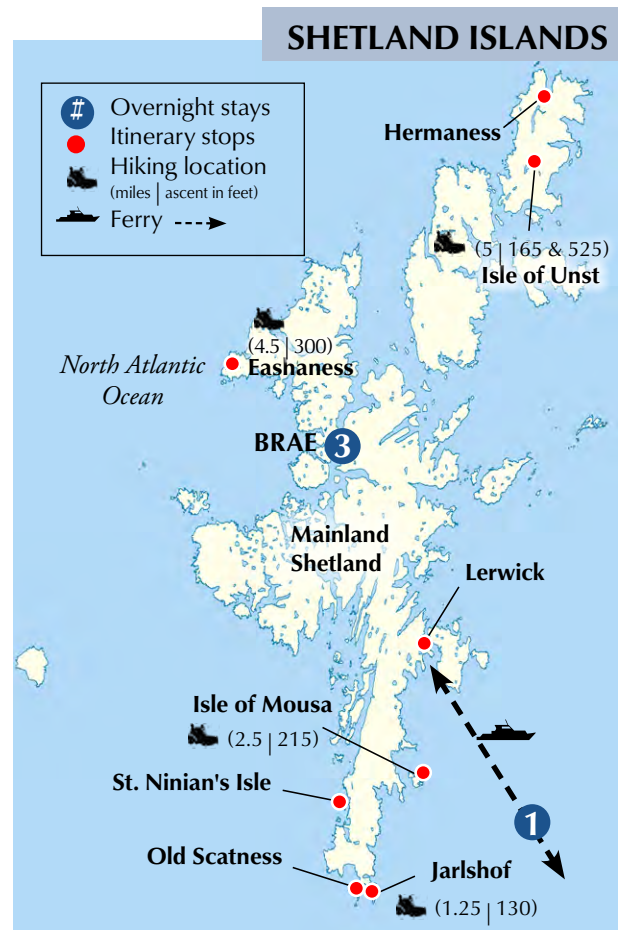 SHETLAND ISLANDS
# Overnight stays
Itinerary stops
Hiking location
(miles | ascent in feet)
Ferry
Hermaness
(5 | 165 & 525)
Isle of Unst
(4.5 | 300)
Eashaness
North Atlantic
Ocean
BRAE 3
Mainland
Shetland
Lerwick
Isle of Mousa
(2.5 | 215)
St. Ninian's Isle
1
Old Scatness
Jarlshof
(1.25 | 130)